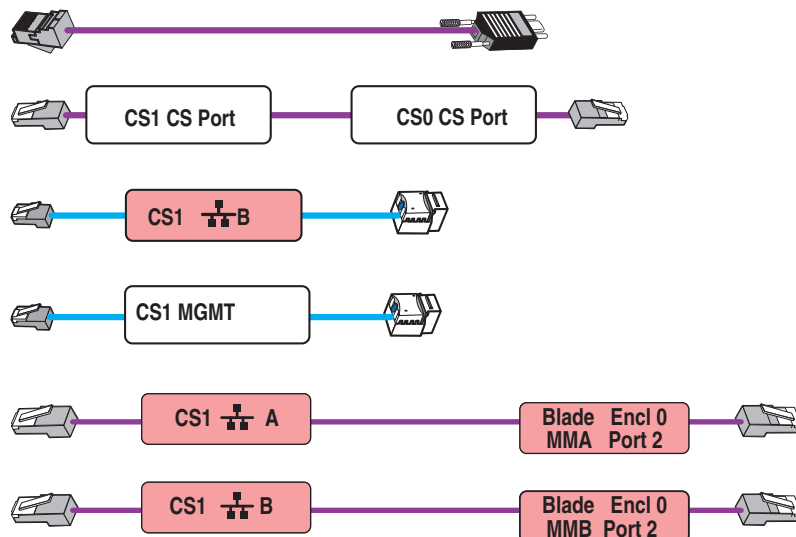 CS1 CS Port
CS0 CS Port
CS1 B
CS1 MGMT
CS1 A
Blade Encl 0
MMA Port 2
CS1 B
Blade Encl 0
MMB Port 2